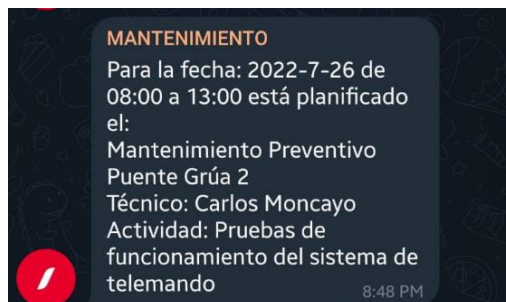 MANTENIMIENTO
Para la fecha: 2022-7-26 de
08:00 a 13:00 está planificado
el:
Mantenimiento Preventivo
Puente Grúa 2
Técnico: Carlos Moncayo
Actividad: Pruebas de
funcionamiento del sistema de
telemando
8:48 PM